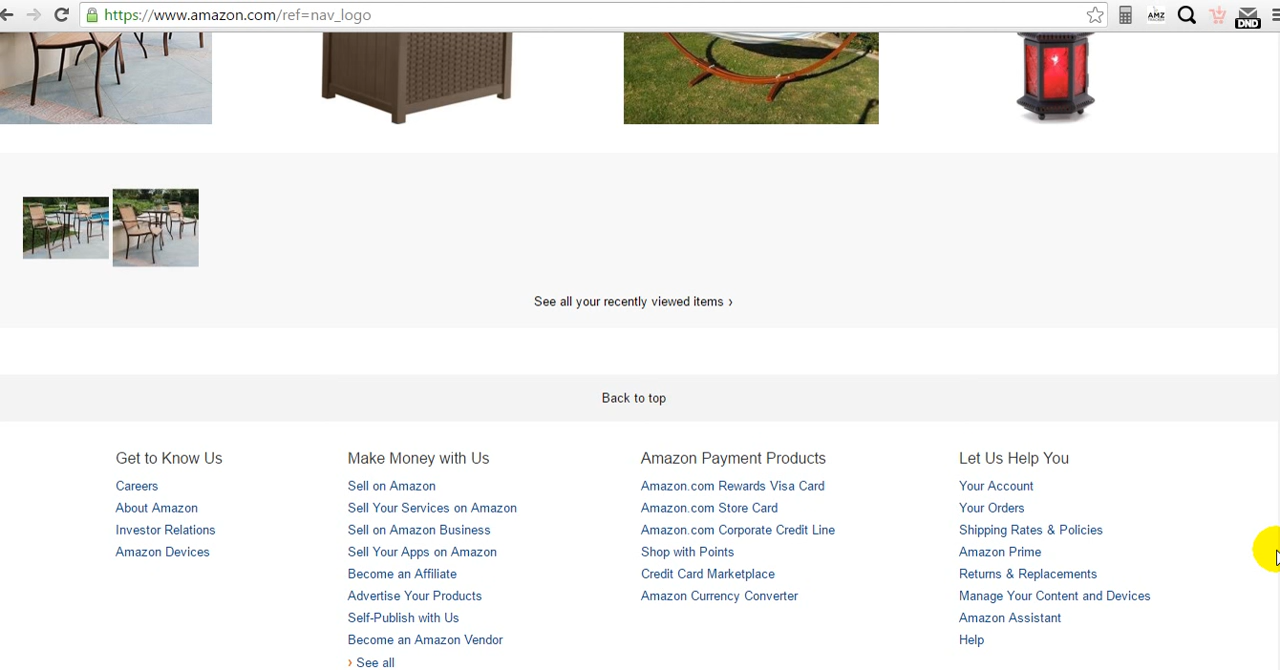 https://www.amazon.com/ref=nav_logo
AMZ
TRACKER
DND
See all your recently viewed items ›
Back to top
Get to Know Us
Careers
About Amazon
Investor Relations
Amazon Devices
Make Money with Us
Sell on Amazon
Sell Your Services on Amazon
Sell on Amazon Business
Sell Your Apps on Amazon
Become an Affiliate
Advertise Your Products
Self-Publish with Us
Become an Amazon Vendor
› See all
Amazon Payment Products
Amazon.com Rewards Visa Card
Amazon.com Store Card
Amazon.com Corporate Credit Line
Shop with Points
Credit Card Marketplace
Amazon Currency Converter
Let Us Help You
Your Account
Your Orders
Shipping Rates & Policies
Amazon Prime
Returns & Replacements
Manage Your Content and Devices
Amazon Assistant
Help